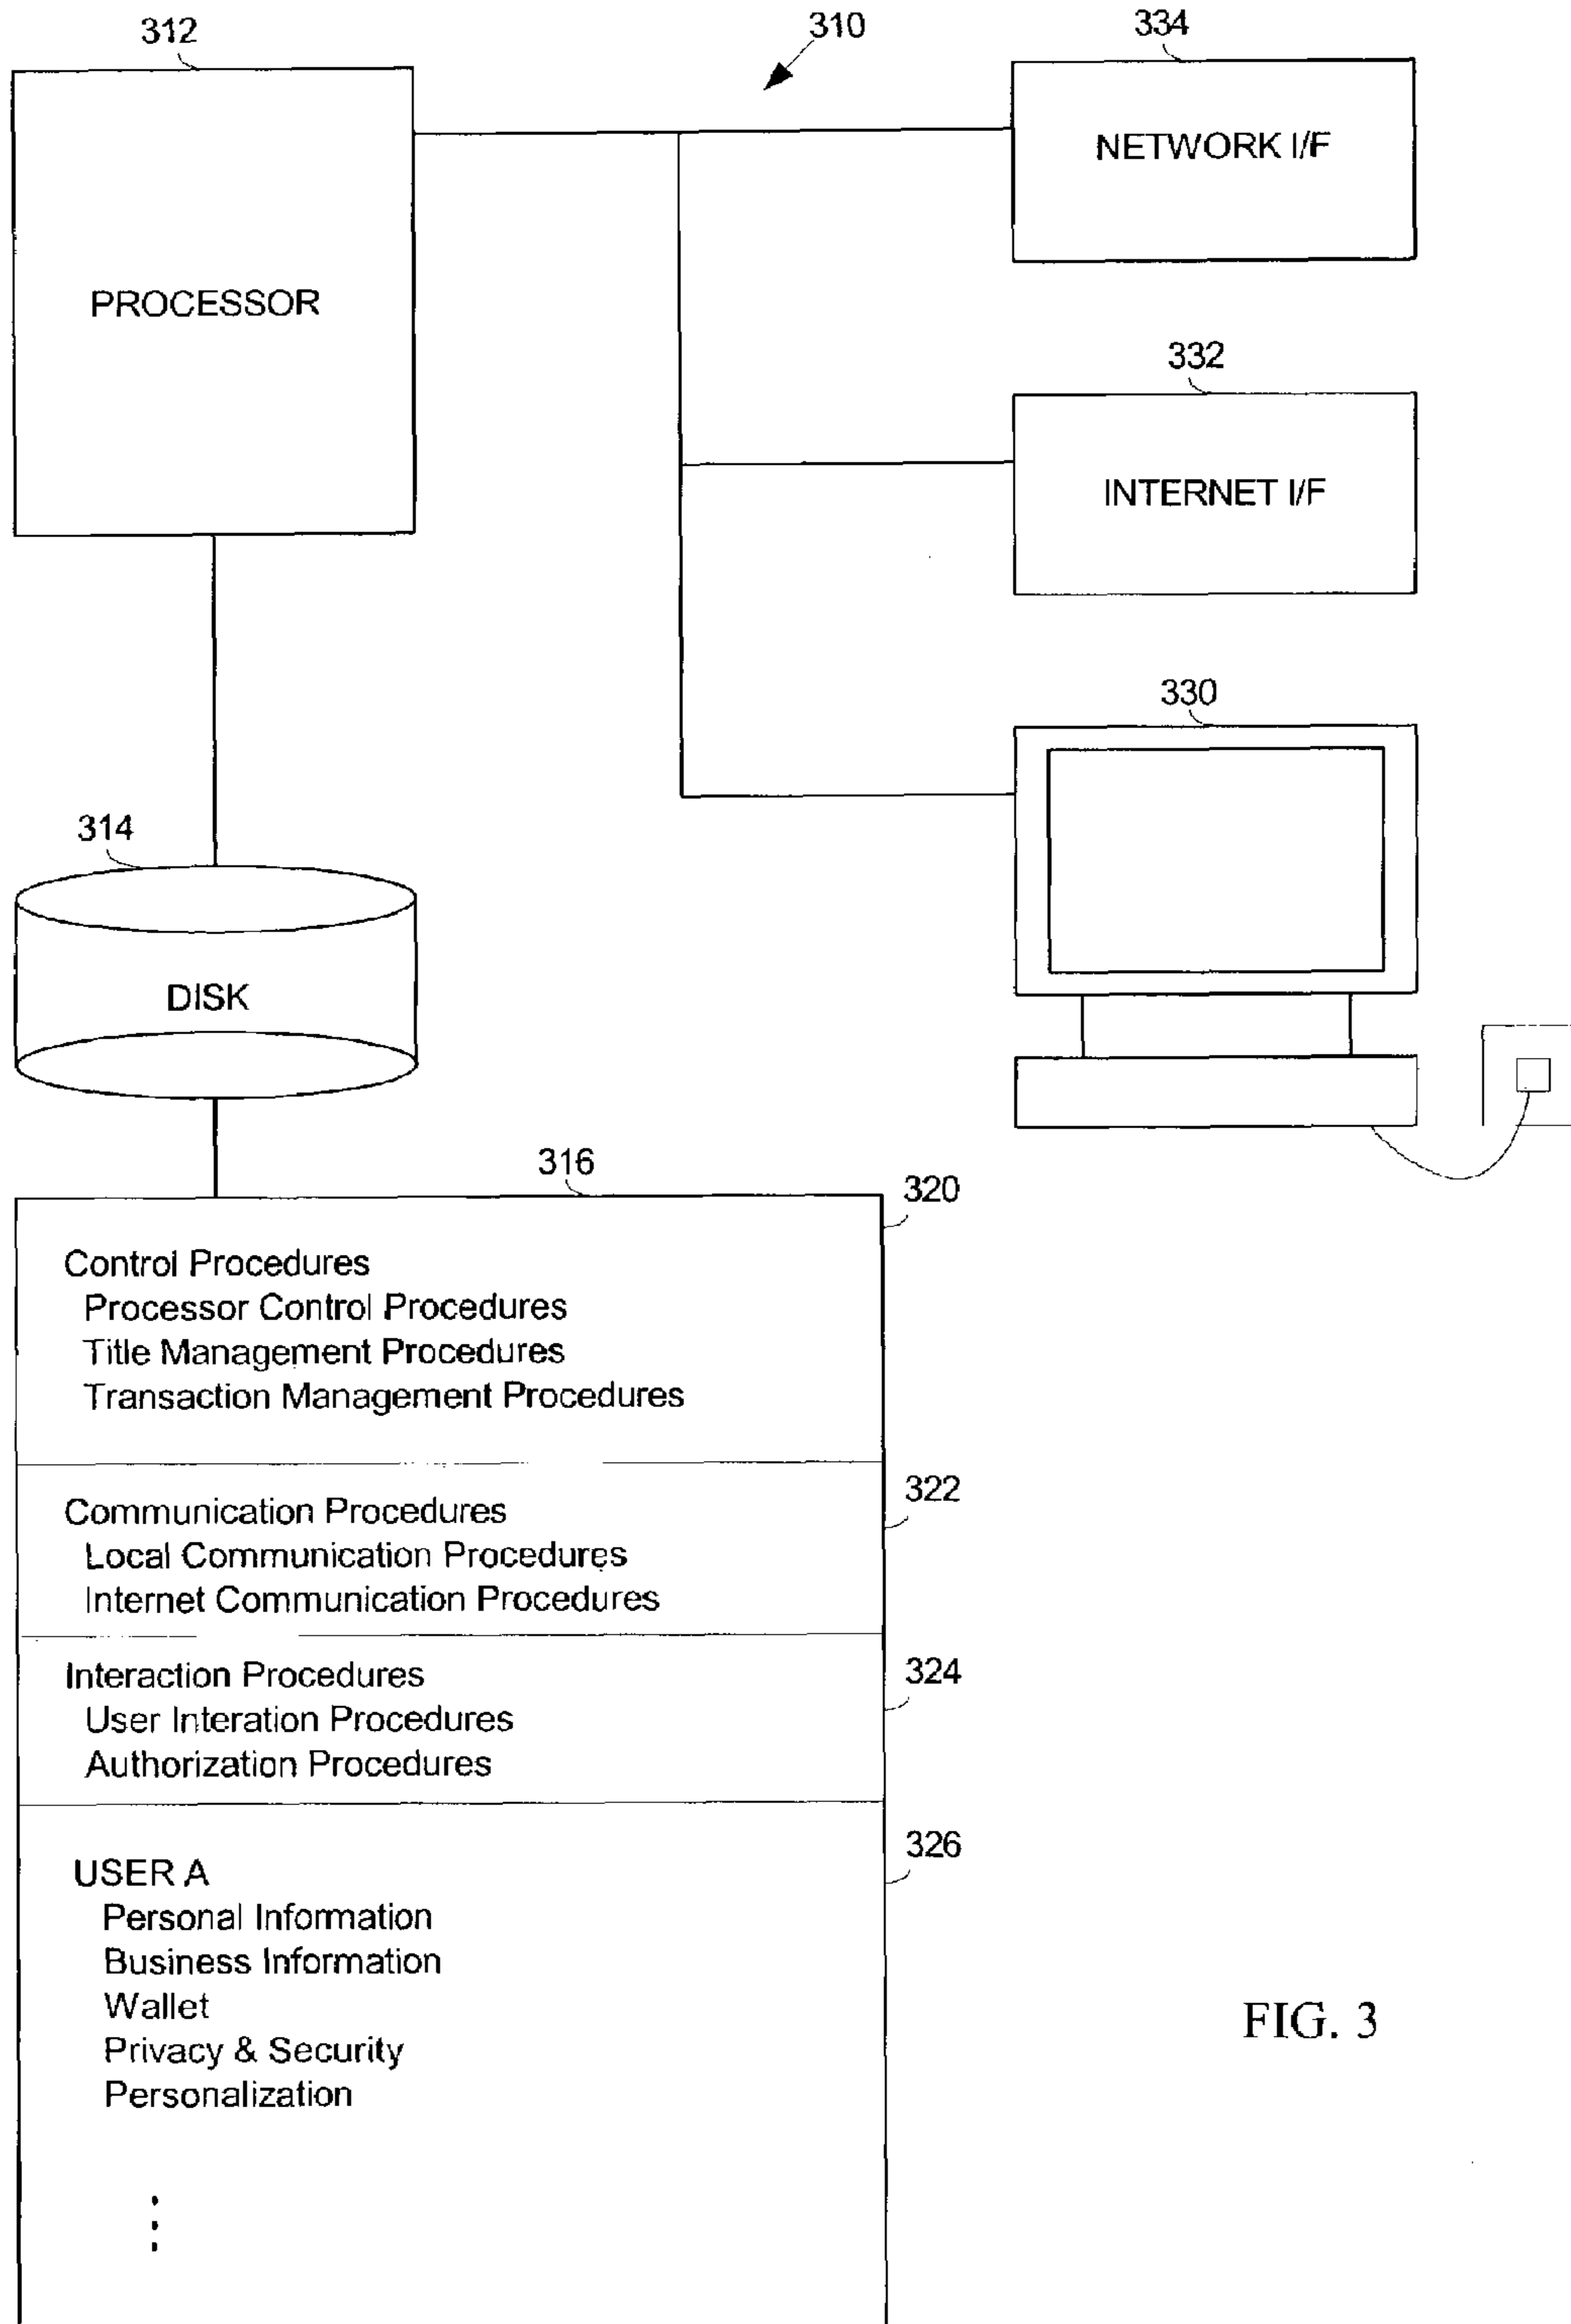 312
310
334
PROCESSOR
NETWORK I/F
332
INTERNET I/F
330
314
DISK
316
320
Control Procedures
Processor Control Procedures
Title Management Procedures
Transaction Management Procedures
322
Communication Procedures
Local Communication Procedures
Internet Communication Procedures
324
Interaction Procedures
User Interation Procedures
Authorization Procedures
326
USER A
Personal Information
Business Information
Wallet
Privacy & Security
Personalization
FIG. 3